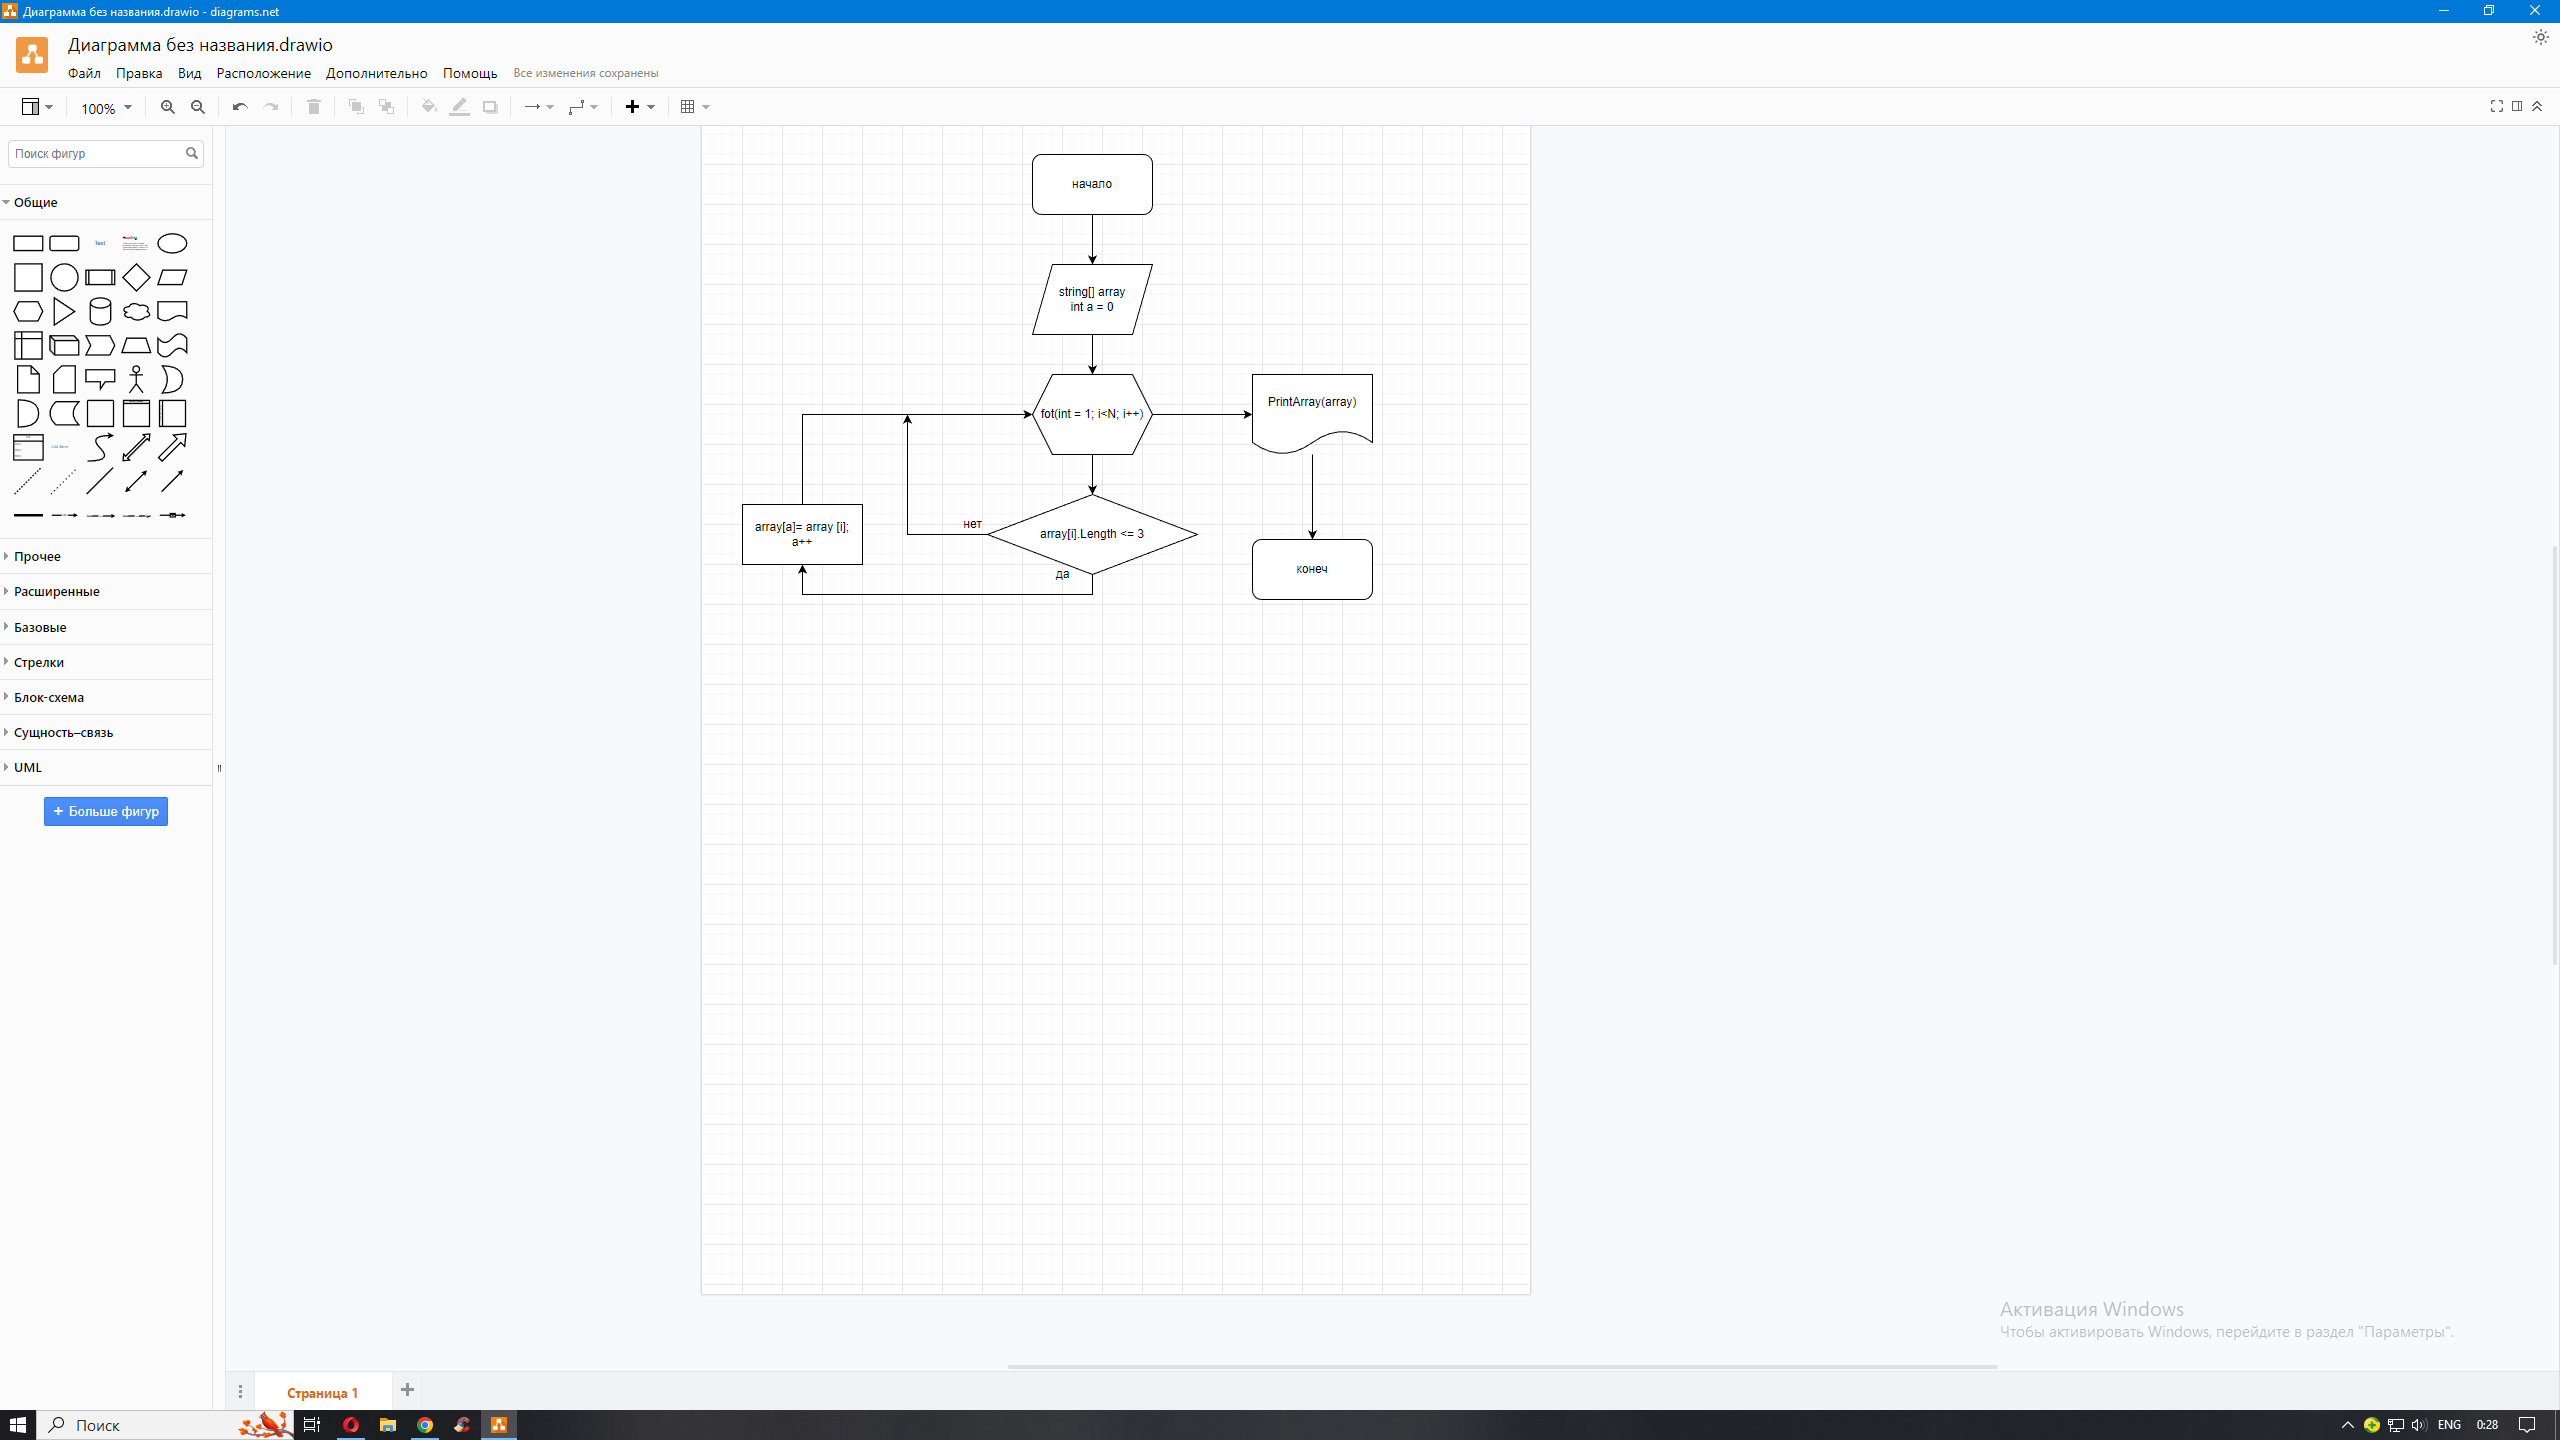 Диаграмма без названия.drawio - diagrams.net
Диаграмма без названия.drawio
Файл Правка Вид Расположение Дополнительно Помощь Все изменения сохранены
100%
Поиск фигур
Общие
Text
Heading
Прочее
Расширенные
Базовые
Стрелки
Блок-схема
Сущность–связь
UML
+ Больше фигур
начало
string[] array
int a = 0
fot(int = 1; i<N; i++)
PrintArray(array)
array[a]= array [i];
a++
нет
array[i].Length <= 3
да
конеч
Активация Windows
Чтобы активировать Windows, перейдите в раздел "Параметры".
Страница 1
Поиск
ENG
0:28